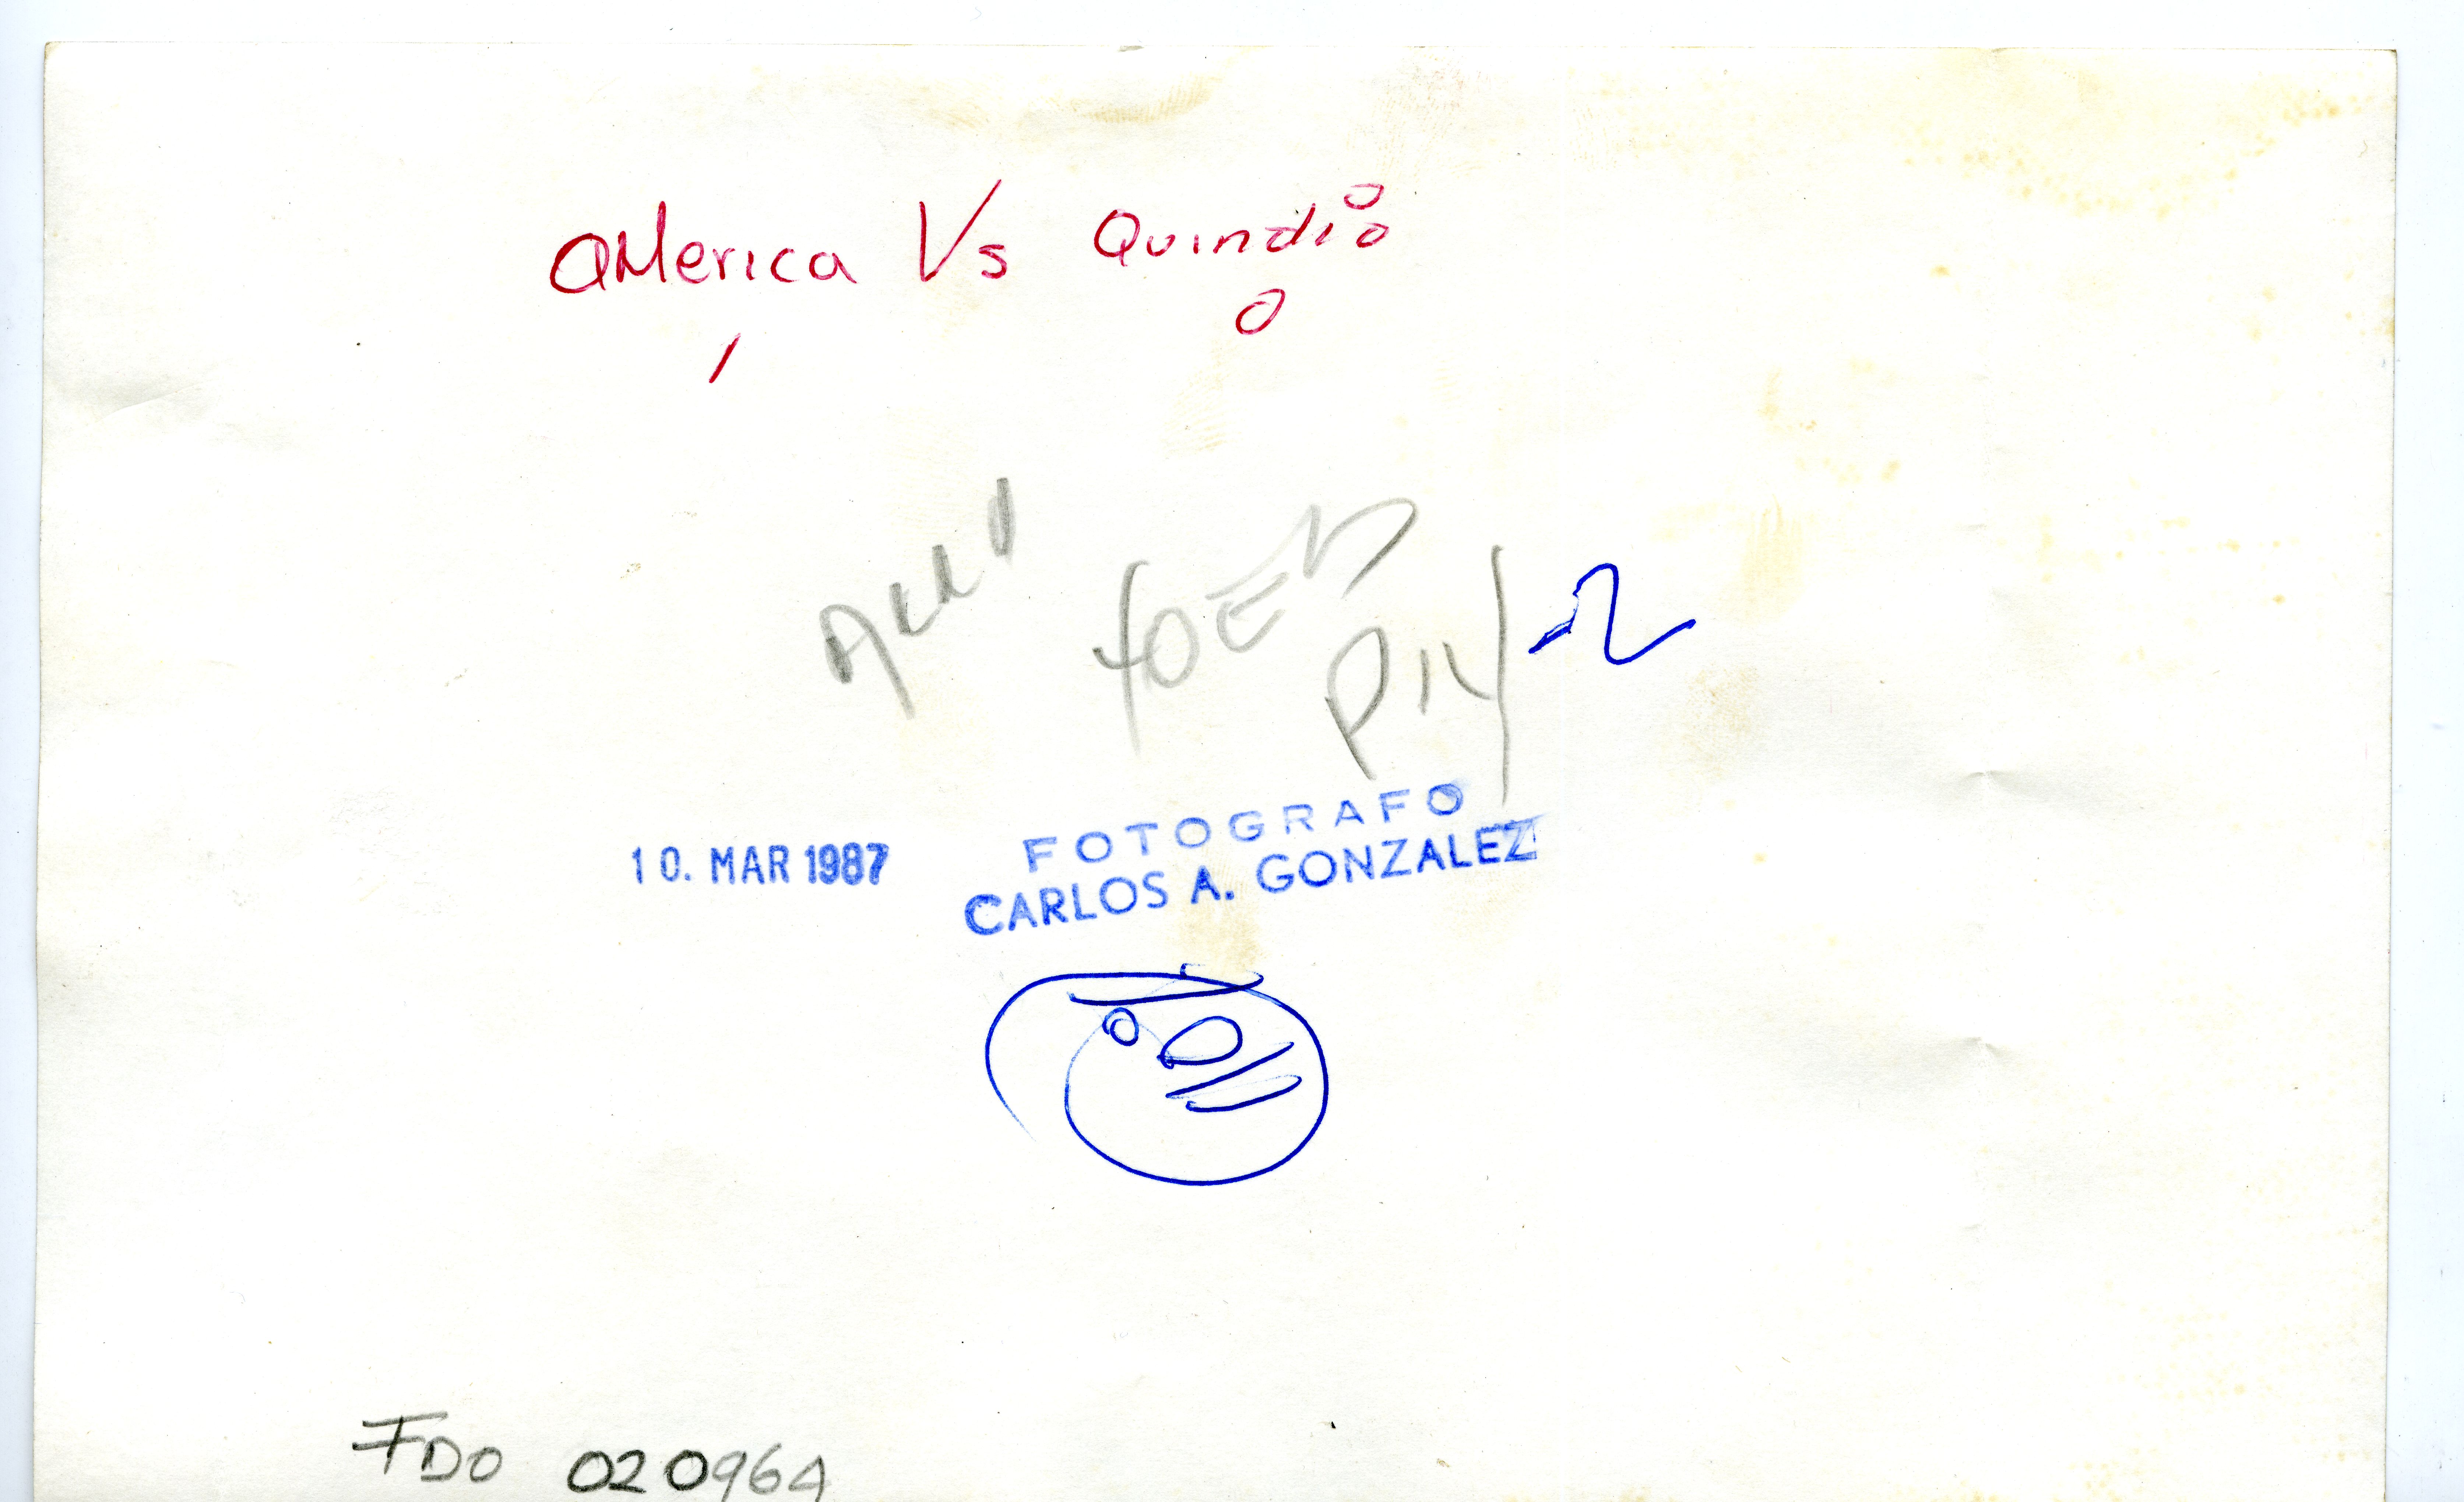 aMerica Vs Quindio
1 0
10. MAR 1987
FOTOGRAFO
CARLOS A. GONZALEZ
FDO 020964